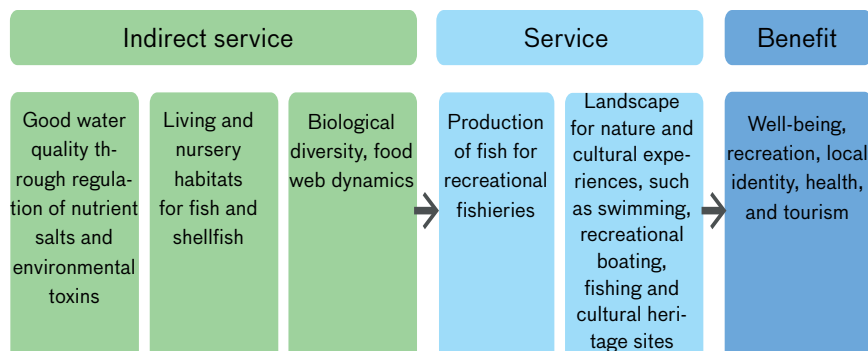 Indirect service
Service
Benefit
Good water
quality th-
rough regula-
tion of nutrient
salts and
environmental
toxins
Living and
nursery
habitats
for fish and
shellfish
Biological
diversity, food
web dynamics
Production
of fish for
recreational
fishieries
Landscape
for nature and
cultural expe-
riences, such
as swimming,
recreational
boating,
fishing and
cultural heri-
tage sites
Well-being,
recreation, local
identity, health,
and tourism